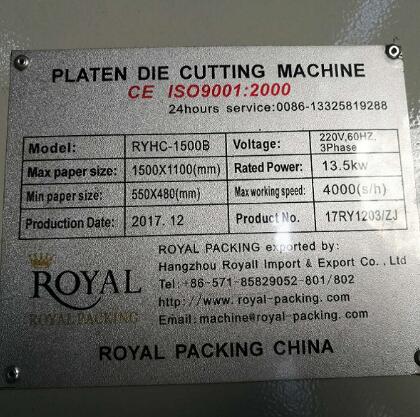 PLATEN DIE CUTTING MACHINE
CE ISO9001:2000
24hours service:0086-13325819288
Model: RYHC-1500B Voltage: 220V,60HZ, 3Phase
Max paper size: 1500X1100(mm) Rated Power: 13.5kw
Min paper size: 550X480(mm) Max working speed: 4000(s/h)
Production Date: 2017.12 Product No. 17RY1203/ZJ
ROYAL
ROYAL PACKING
ROYAL PACKING exported by:
Hangzhou Royall Import & Export Co., Ltd
Tel:+86-571-85829052-801/802
http://www.royal-packing.com
Email:machine@royal-packing.com
ROYAL PACKING CHINA